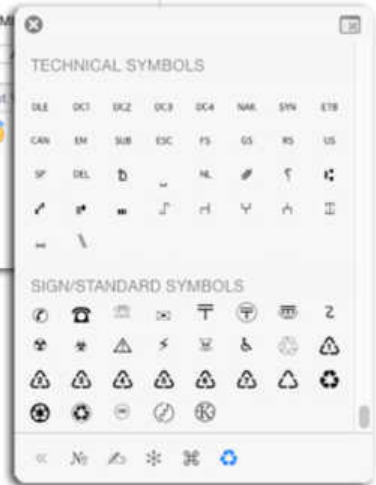 TECHNICAL SYMBOLS
DLE DC1 DC2 DC3 DC4 NAK SYN ETB
CAN EM SUB ESC FS GS RS US
SP DEL ␢ ␣ NL ␥ ␦ ⑆
⑇ ⑈ ⑉ ⑀ ⑁ ⑂ ⑃ ⑄
⑅ ⑊
SIGN/STANDARD SYMBOLS
✆ ☎ ☏ ✉ 〒 〶 〠 ☡
☢ ☣ ⚠ ⚡ ☠ ♿ ♲ ♳
♴ ♵ ♶ ♷ ♸ ♹ ♺ ♻
♼ ♽
« № ✍ ✻ ⌘ ♻